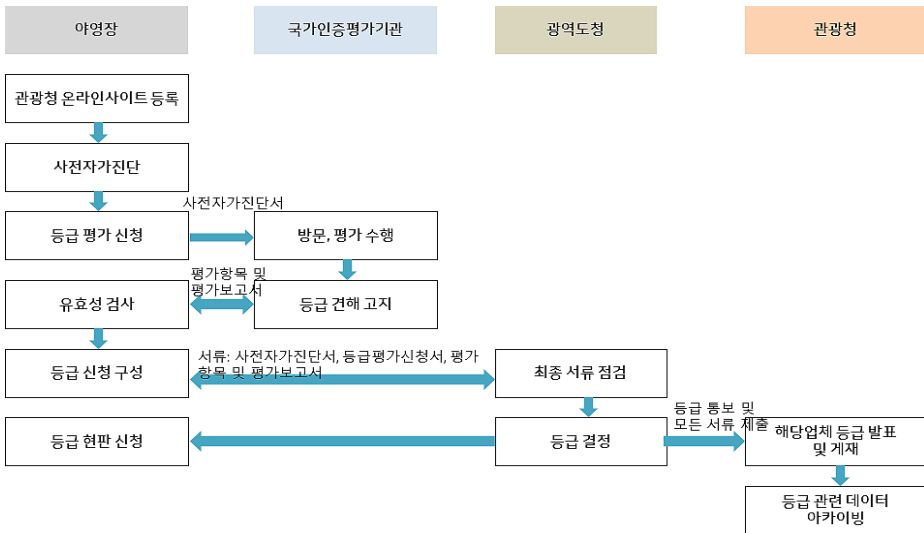 야영장
국가인증평가기관
광역도청
관광청
관광청 온라인사이트 등록
사전자가진단
사전자가진단서
등급 평가 신청
방문, 평가 수행
평가항목 및
평가보고서
유효성 검사
등급 견해 고지
서류: 사전자가진단서, 등급평가신청서, 평가
항목 및 평가보고서
등급 신청 구성
최종 서류 점검
등급 통보 및
모든 서류 제출
등급 현판 신청
등급 결정
해당업체 등급 발표
및 게재
등급 관련 데이터
아카이빙